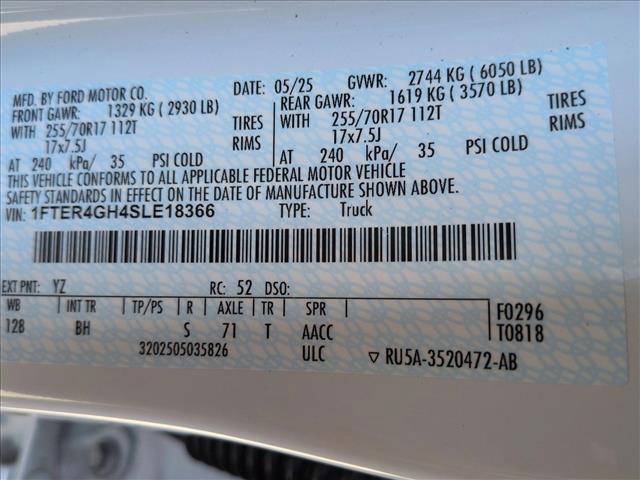 MFD. BY FORD MOTOR CO. DATE: 05/25 GVWR: 2744 KG ( 6050 LB)
FRONT GAWR: 1329 KG ( 2930 LB) REAR GAWR: 1619 KG ( 3570 LB)
WITH 255/70R17 112T TIRES WITH 255/70R17 112T TIRES
17x7.5J RIMS 17x7.5J RIMS
AT 240 kPa/ 35 PSI COLD AT 240 kPa/ 35 PSI COLD
THIS VEHICLE CONFORMS TO ALL APPLICABLE FEDERAL MOTOR VEHICLE
SAFETY STANDARDS IN EFFECT ON THE DATE OF MANUFACTURE SHOWN ABOVE.
VIN: 1FTER4GH4SLE18366 TYPE: Truck
EXT PNT: YZ RC: 52 DSO:
WB INT TR TP/PS R AXLE TR SPR F0296
128 BH S 71 T AACC T0818
3202505035826 ULC ▽ RU5A-3520472-AB